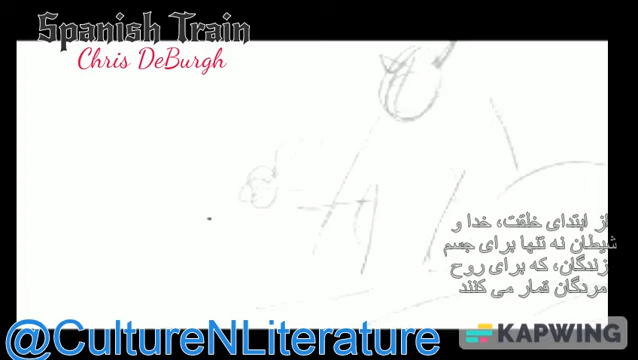 Spanish Train
Chris DeBurgh
از ابتدای خلقت، خدا و
شیطان نه تنها برای جسم
زندگان، که برای روح
مردگان قمار می کنند
@CultureNLiterature
KAPWING